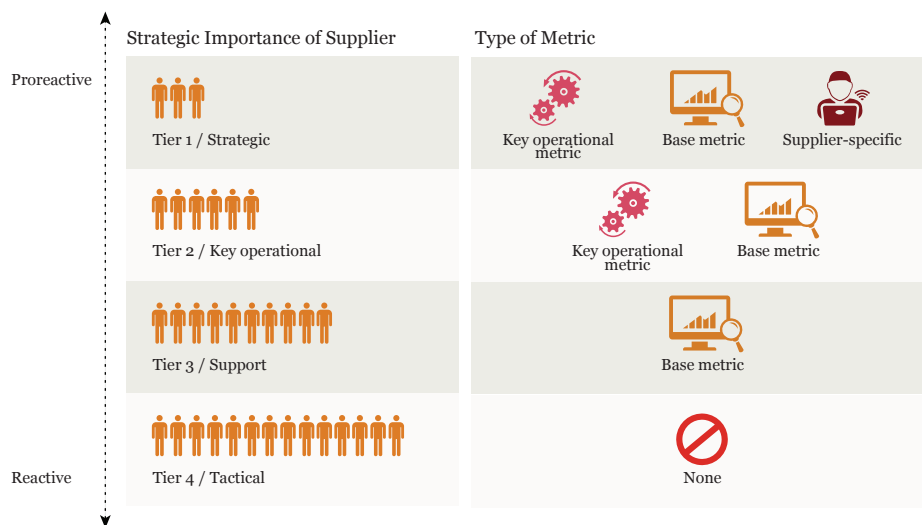 Strategic Importance of Supplier
Type of Metric
Proreactive
Tier 1 / Strategic
Key operational
metric
Base metric
Supplier-specific
Tier 2 / Key operational
Key operational
metric
Base metric
Tier 3 / Support
Base metric
Reactive
Tier 4 / Tactical
None